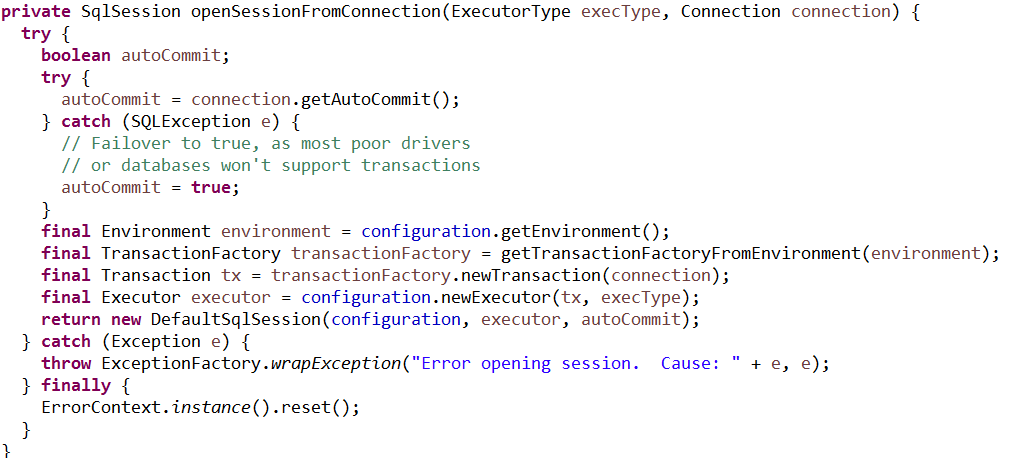 private SqlSession openSessionFromConnection(ExecutorType execType, Connection connection) {
  try {
    boolean autoCommit;
    try {
      autoCommit = connection.getAutoCommit();
    } catch (SQLException e) {
      // Failover to true, as most poor drivers
      // or databases won't support transactions
      autoCommit = true;
    }
    final Environment environment = configuration.getEnvironment();
    final TransactionFactory transactionFactory = getTransactionFactoryFromEnvironment(environment);
    final Transaction tx = transactionFactory.newTransaction(connection);
    final Executor executor = configuration.newExecutor(tx, execType);
    return new DefaultSqlSession(configuration, executor, autoCommit);
  } catch (Exception e) {
    throw ExceptionFactory.wrapException("Error opening session.  Cause: " + e, e);
  } finally {
    ErrorContext.instance().reset();
  }
}